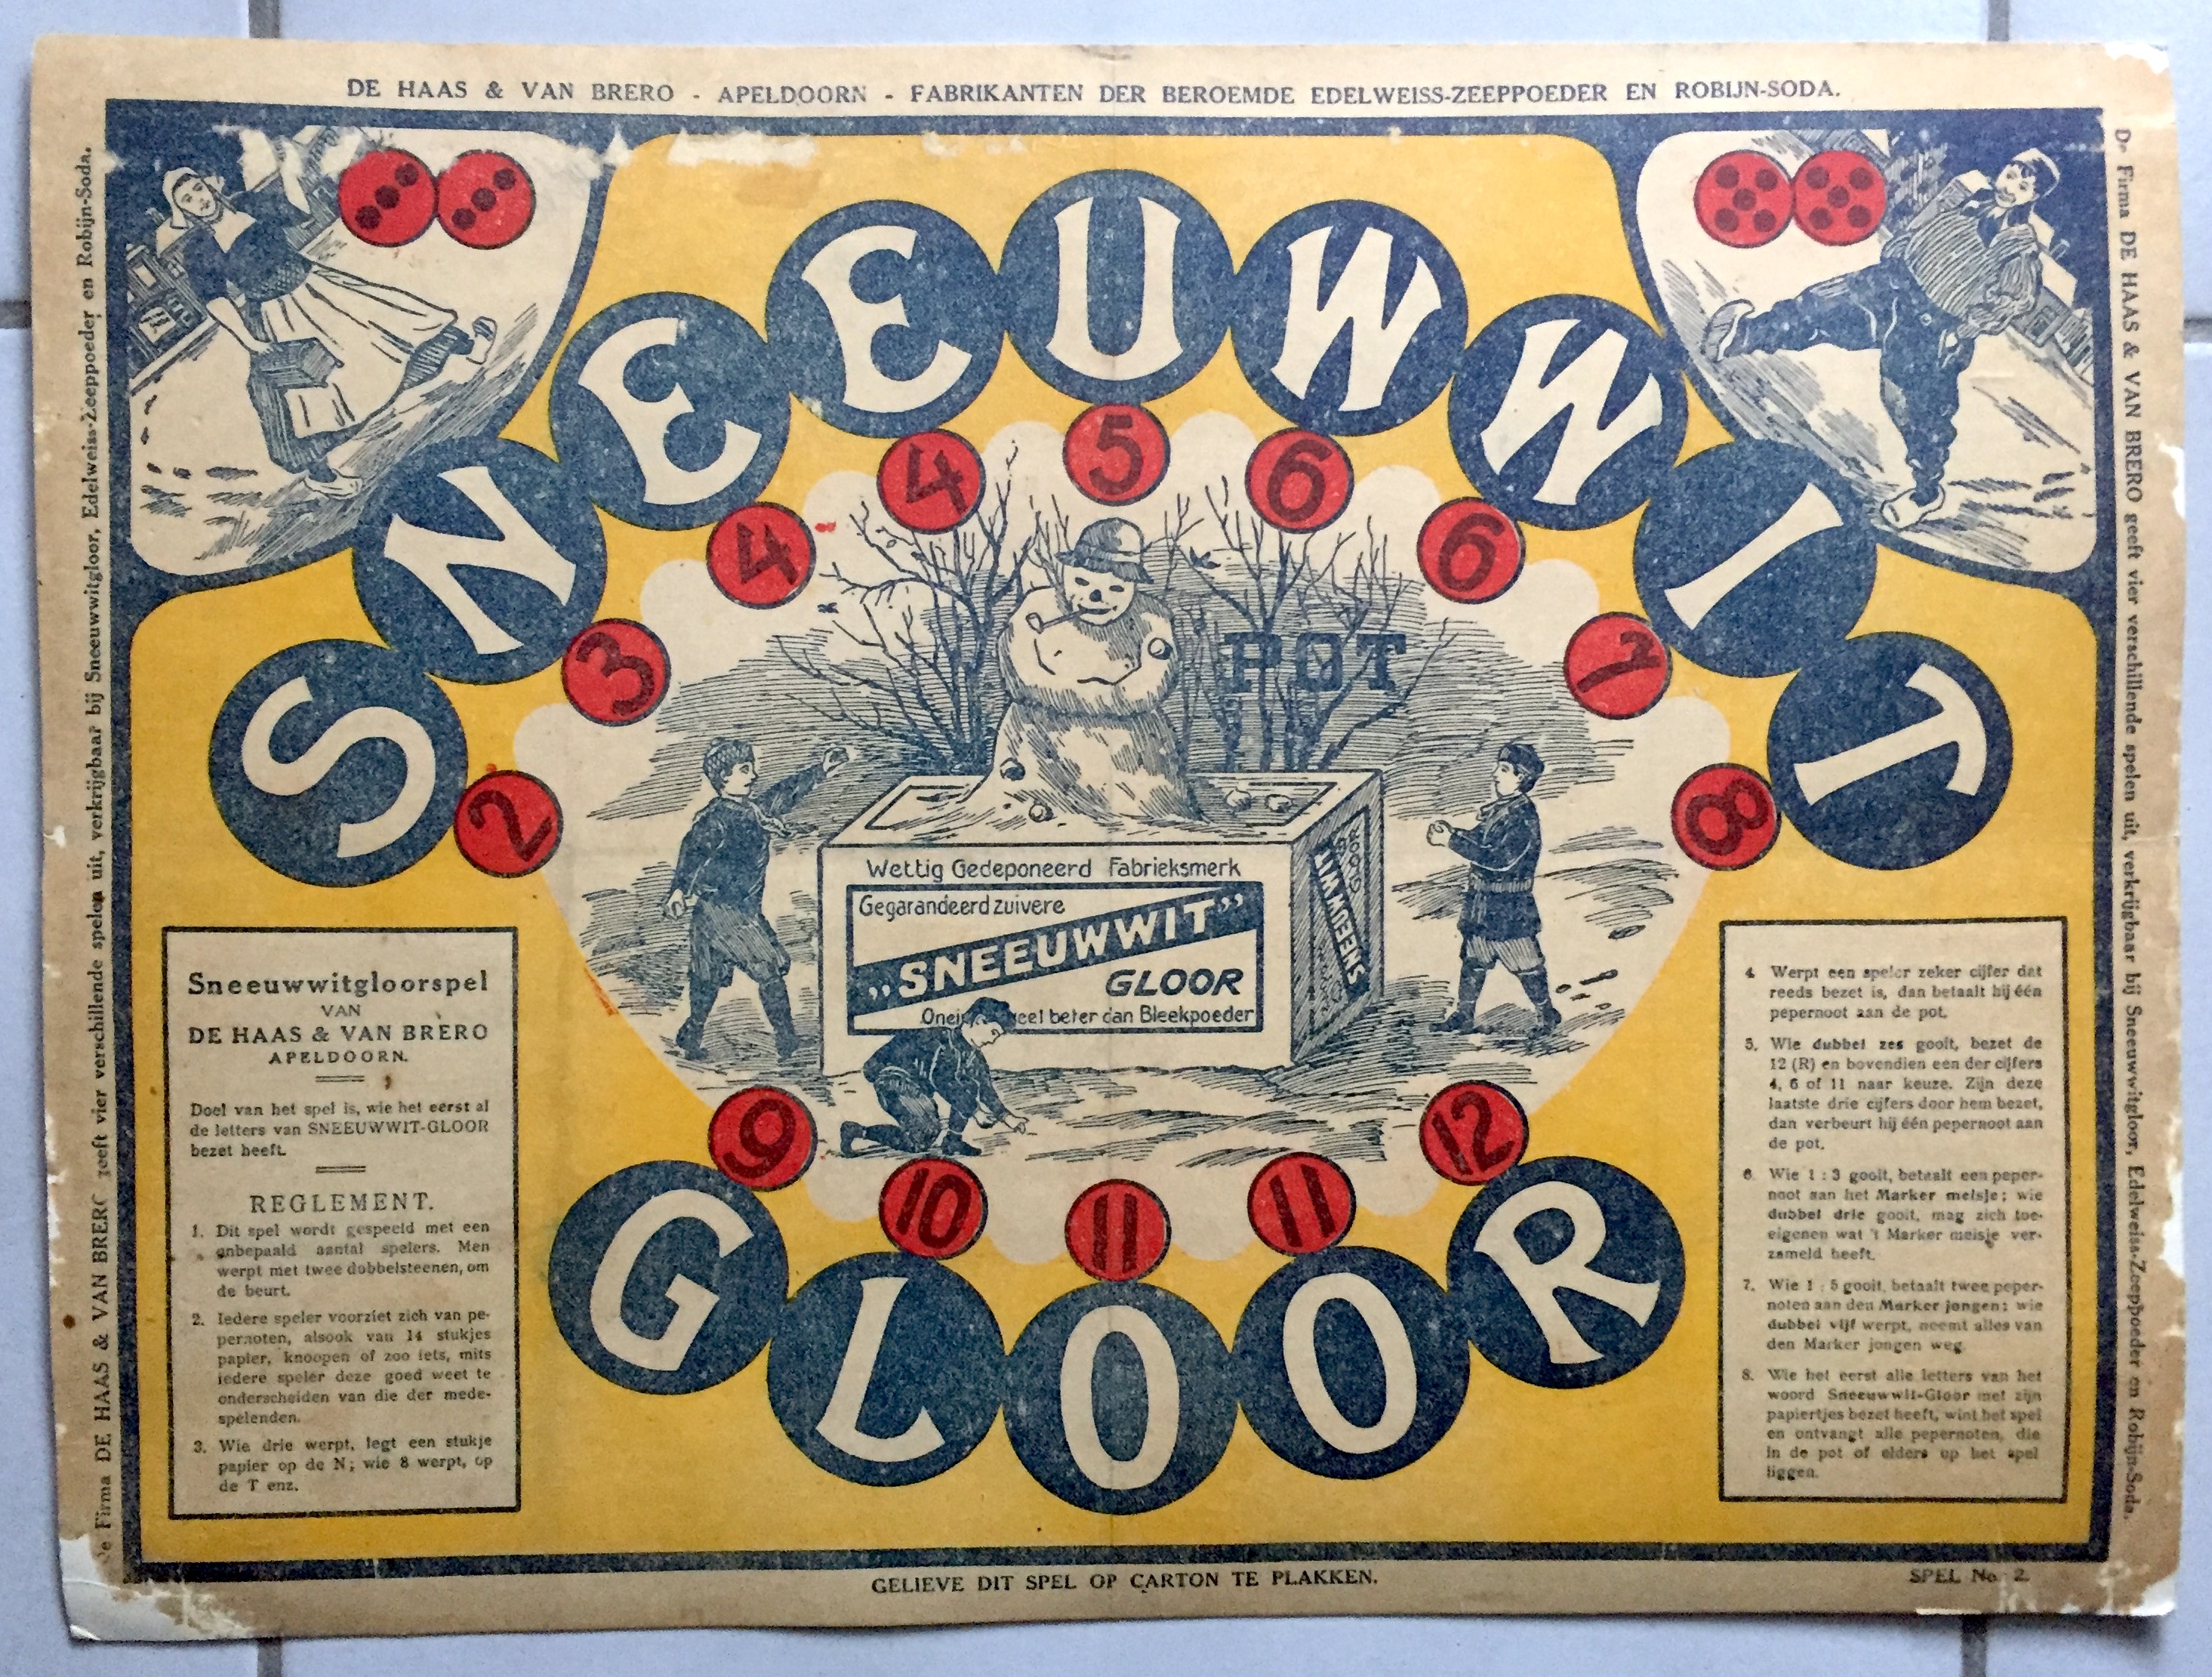 DE HAAS & VAN BRERO - APELDOORN - FABRIKANTEN DER BEROEMDE EDELWEISS-ZEEPPOEDER EN ROBIJN-SODA.
De Firma DE HAAS & VAN BRERO geeft vier verschillende spelen uit, verkrijgbaar bij Sneeuwwitgloor, Edelweiss-Zeeppoeder en Robijn-Soda.
SNEEUWWIT
2
3
4
4
5
6
6
7
8
POT
Wettig Gedeponeerd Fabrieksmerk
Gegarandeerd zuivere
„SNEEUWWIT”
GLOOR
veel beter dan Bleekpoeder
SNEEUWWIT
GLOOR
9
10
11
11
12
GLOOR
Sneeuwwitgloorspel
VAN
DE HAAS & VAN BRERO
APELDOORN.
Doel van het spel is, wie het eerst al
de letters van SNEEUWWIT-GLOOR
bezet heeft.
REGLEMENT.
1. Dit spel wordt gespeeld met een
onbepaald aantal spelers. Men
werpt met twee dobbelsteenen, om
de beurt.
2. Iedere speler voorziet zich van pe-
pernoten, alsook van 14 stukjes
papier, knoopen of zoo iets, mits
iedere speler deze goed weet te
onderscheiden van die der mede-
spelenden.
3. Wie drie werpt, legt een stukje
papier op de N; wie 8 werpt, op
de T enz.
4. Werpt een speler zeker cijfer dat
reeds bezet is, dan betaalt hij één
pepernoot aan de pot.
5. Wie dubbel zes gooit, bezet de
12 (R) en bovendien een der cijfers
4, 6 of 11 naar keuze. Zijn deze
laatste drie cijfers door hem bezet,
dan verbeurt hij één pepernoot aan
de pot.
6. Wie 1 : 3 gooit, betaalt een peper-
noot aan het Marker meisje; wie
dubbel drie gooit, mag zich toe-
eigenen wat 't Marker meisje ver-
zameld heeft.
7. Wie 1 : 5 gooit, betaalt twee peper-
noten aan den Marker jongen; wie
dubbel vijf werpt, neemt alles van
den Marker jongen weg.
8. Wie het eerst alle letters van het
woord Sneeuwwit-Gloor met zijn
papiertjes bezet heeft, wint het spel
en ontvangt alle pepernoten, die
in de pot of elders op het spel
liggen.
De Firma DE HAAS & VAN BRERO geeft vier verschillende spelen uit, verkrijgbaar bij Sneeuwwitgloor, Edelweiss-Zeeppoeder en Robijn-Soda.
GELIEVE DIT SPEL OP CARTON TE PLAKKEN.
SPEL No. 2.